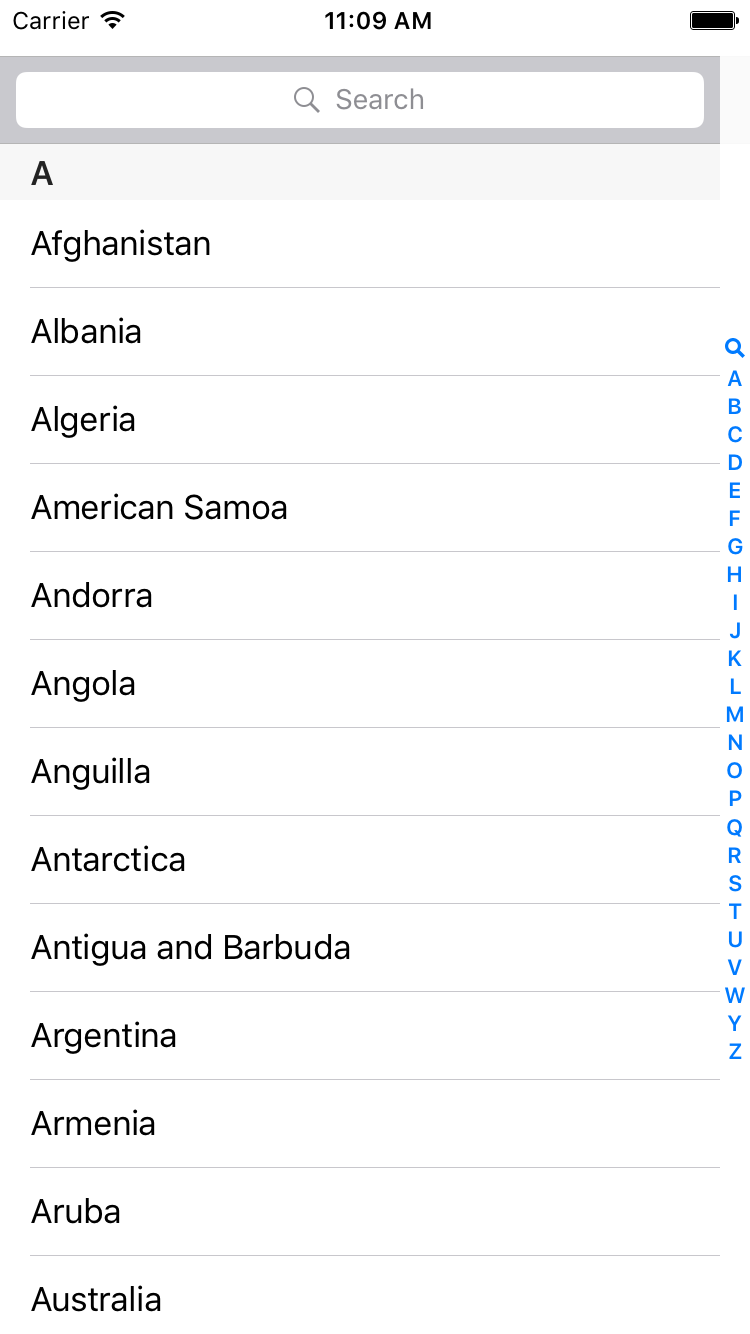 Carrier 11:09 AM
Search
A
Afghanistan
Albania
Algeria
American Samoa
Andorra
Angola
Anguilla
Antarctica
Antigua and Barbuda
Argentina
Armenia
Aruba
Australia
A
B
C
D
E
F
G
H
I
J
K
L
M
N
O
P
Q
R
S
T
U
V
W
Y
Z